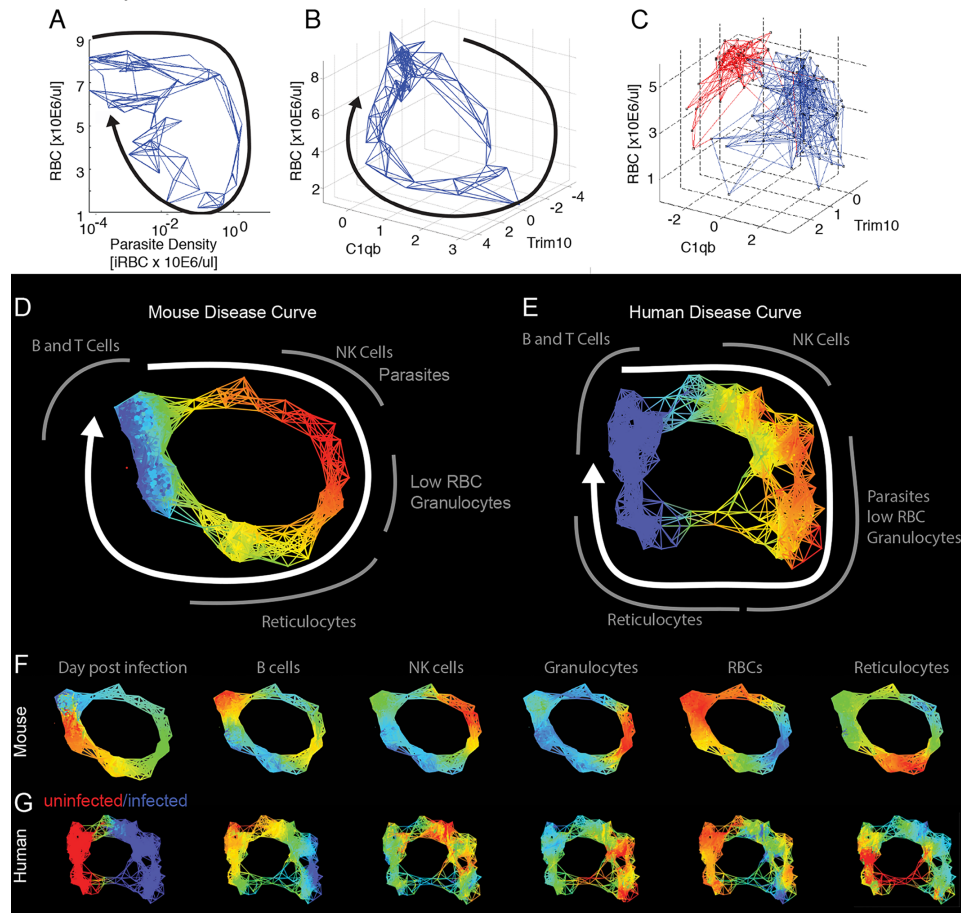 A
RBC [x10E6/ul]
9
7
5
3
1
10-4
10-2
100
Parasite Density
[iRBC x 10E6/ul]
B
RBC [x10E6/ul]
8
6
4
2
0
1
2
3
C1qb
4
2
0
-2
-4
Trim10
C
RBC [x10E6/ul]
5
3
1
-2
0
2
C1qb
2
1
0
Trim10
D
Mouse Disease Curve
B and T Cells
NK Cells
Parasites
Low RBC
Granulocytes
Reticulocytes
E
Human Disease Curve
B and T Cells
NK Cells
Parasites
low RBC
Granulocytes
Reticulocytes
F
Day post infection
B cells
NK cells
Granulocytes
RBCs
Reticulocytes
Mouse
G
uninfected/infected
Human